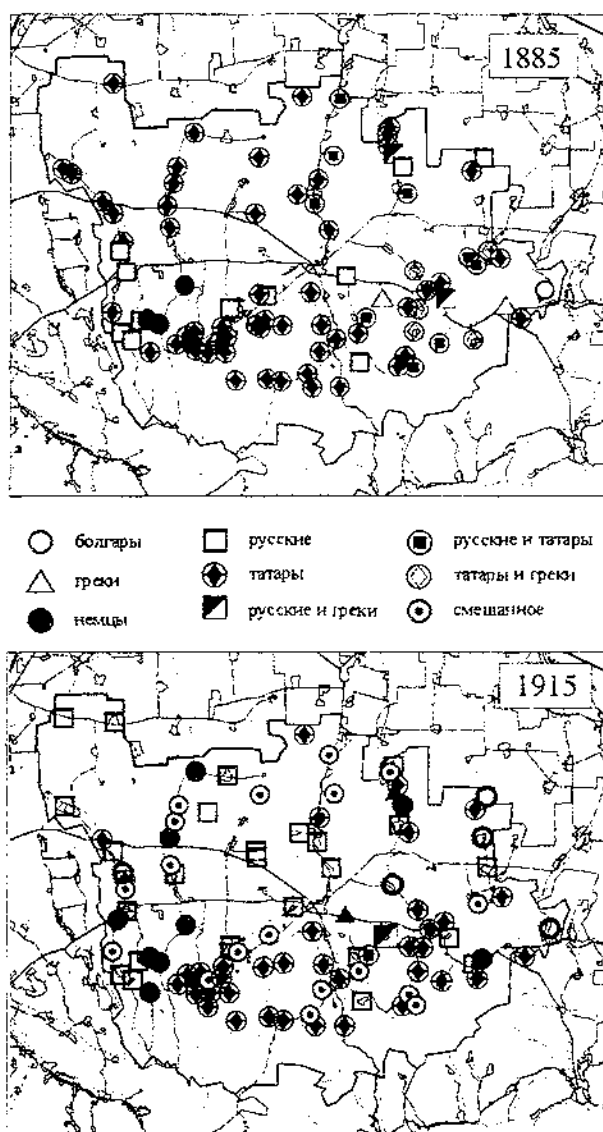 1885
болгары
русские
русские и татары
греки
татары
татары и греки
немцы
русские и греки
смешанное
1915